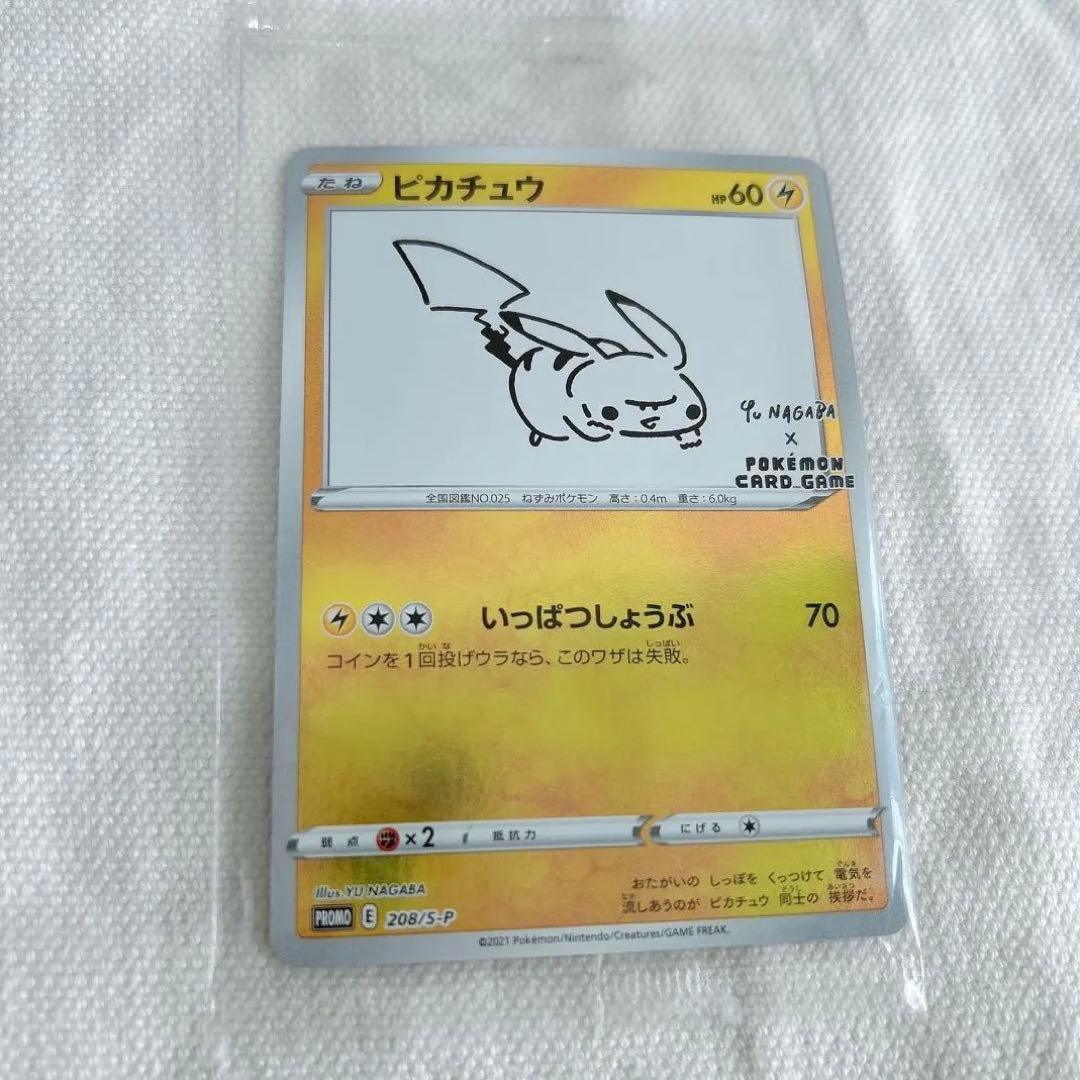 たね ピカチュウ HP60
Yu NAGABA
×
POKÉMON
CARD GAME
全国図鑑NO.025 ねずみポケモン 高さ:0.4m 重さ:6.0kg
いっぱつしょうぶ 70
コインを1回投げウラなら、このワザは失敗。
弱点 ×2 抵抗力 にげる
Illus. YU NAGABA
おたがいの しっぽを くっつけて 電気を
流しあうのが ピカチュウ 同士の 挨拶だ。
PROMO E 208/S-P
©2021 Pokémon/Nintendo/Creatures/GAME FREAK.